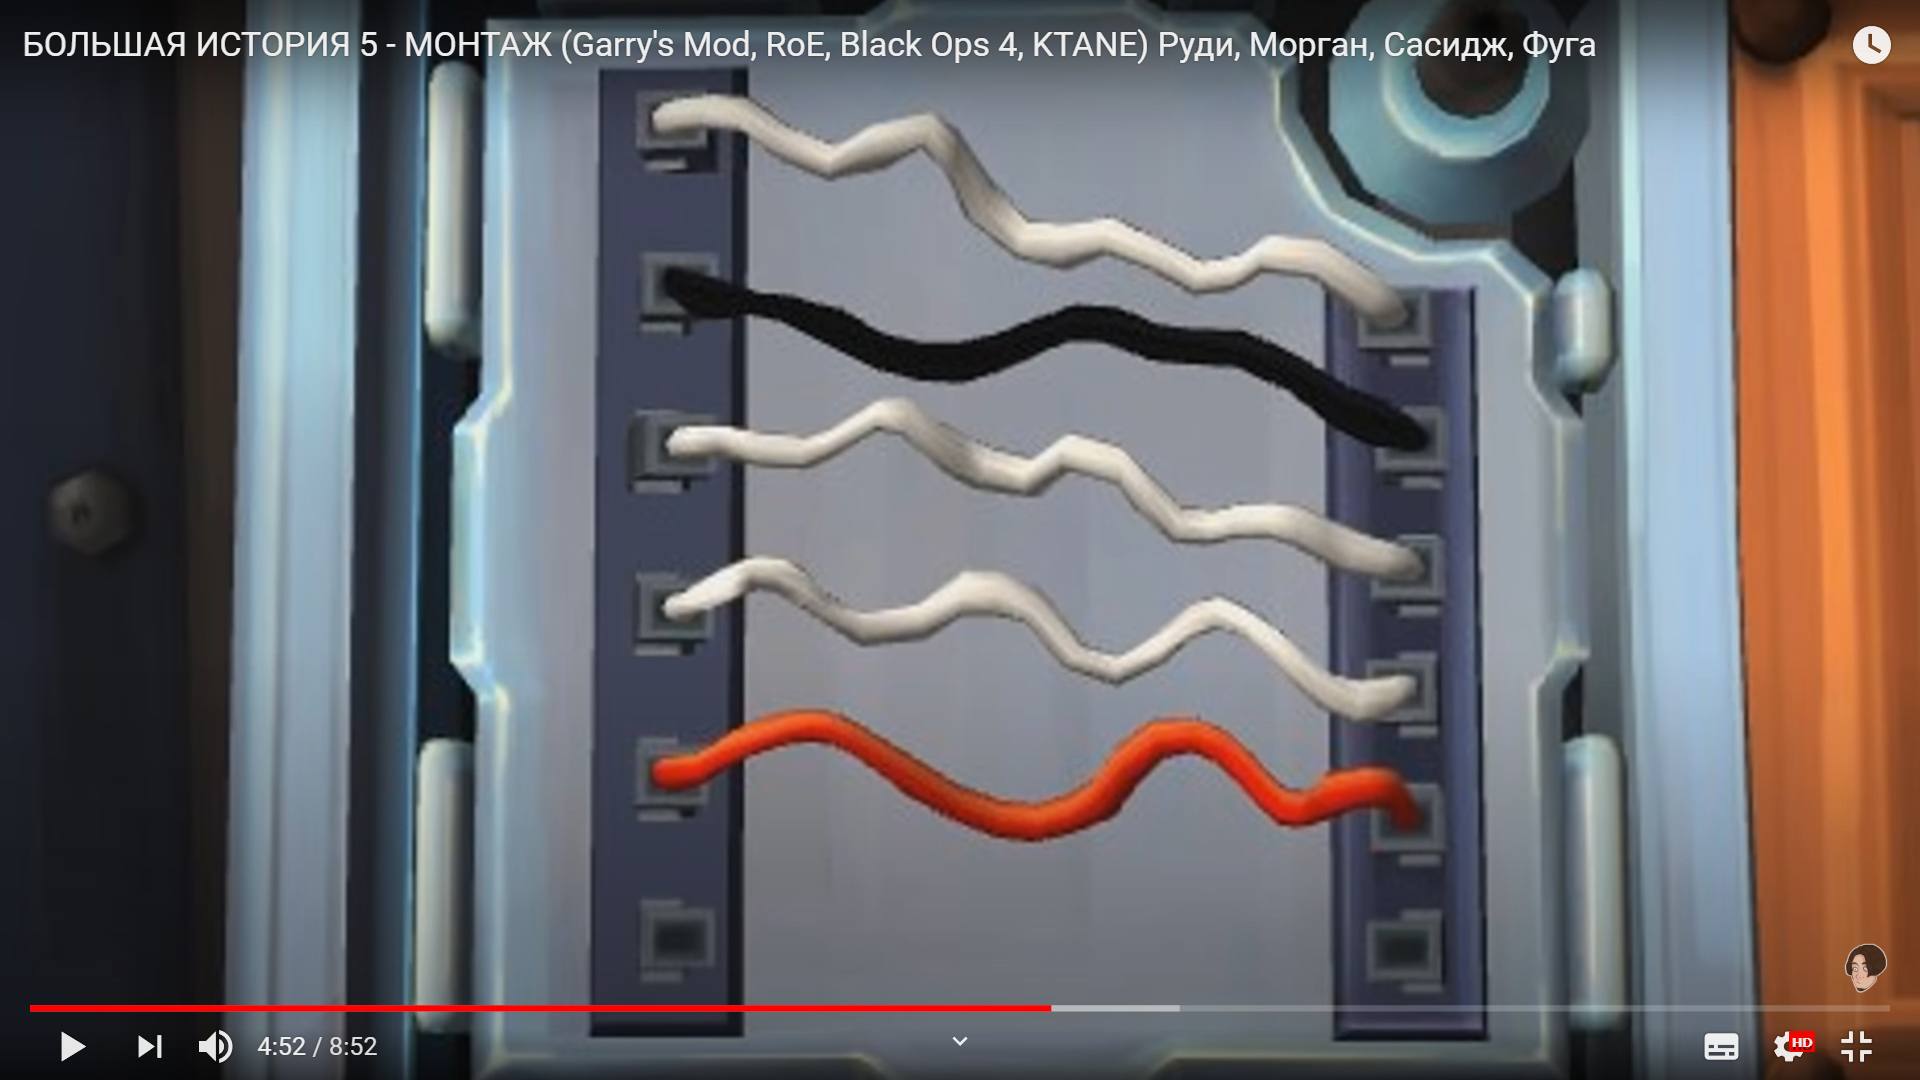 БОЛЬШАЯ ИСТОРИЯ 5 - МОНТАЖ (Garry's Mod, RoE, Black Ops 4, KTANE) Руди, Морган, Сасидж, Фуга
4:52 / 8:52
HD